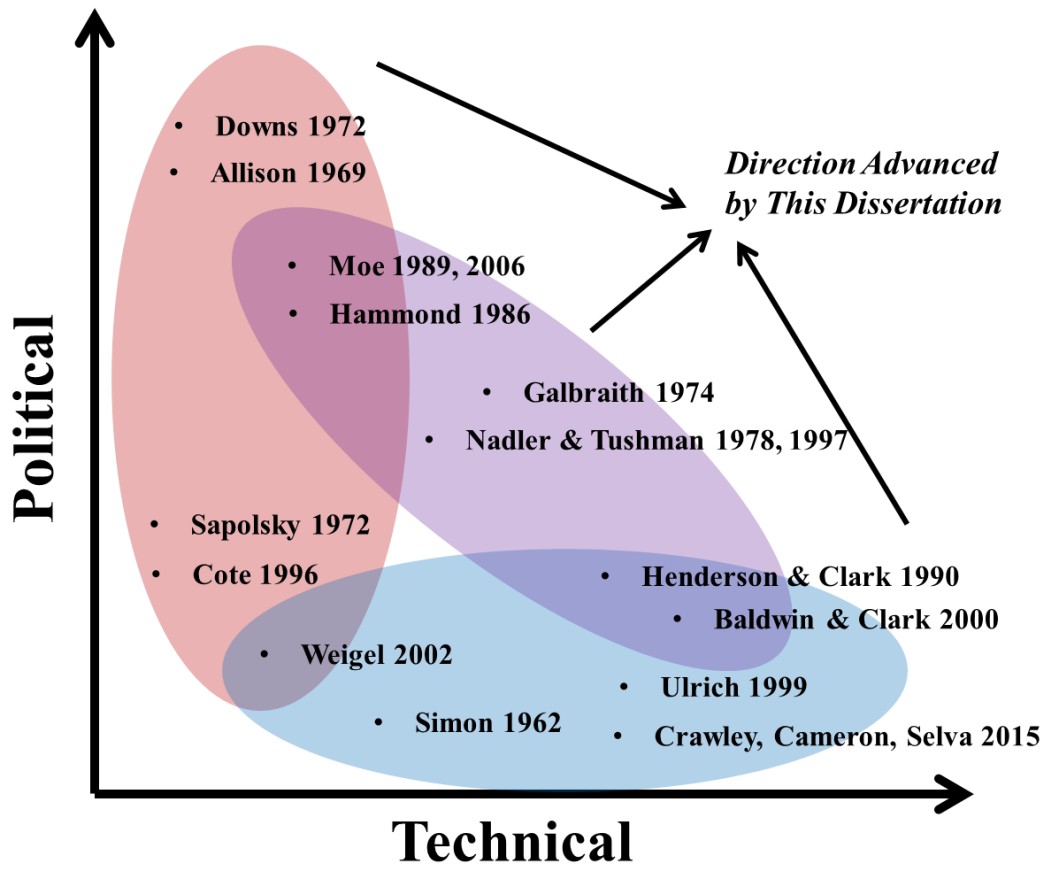 • Downs 1972
• Allison 1969
Direction Advanced
by This Dissertation
• Moe 1989, 2006
• Hammond 1986
• Galbraith 1974
• Nadler & Tushman 1978, 1997
Political
• Sapolsky 1972
• Cote 1996
• Henderson & Clark 1990
• Baldwin & Clark 2000
• Weigel 2002
• Ulrich 1999
• Simon 1962
• Crawley, Cameron, Selva 2015
Technical